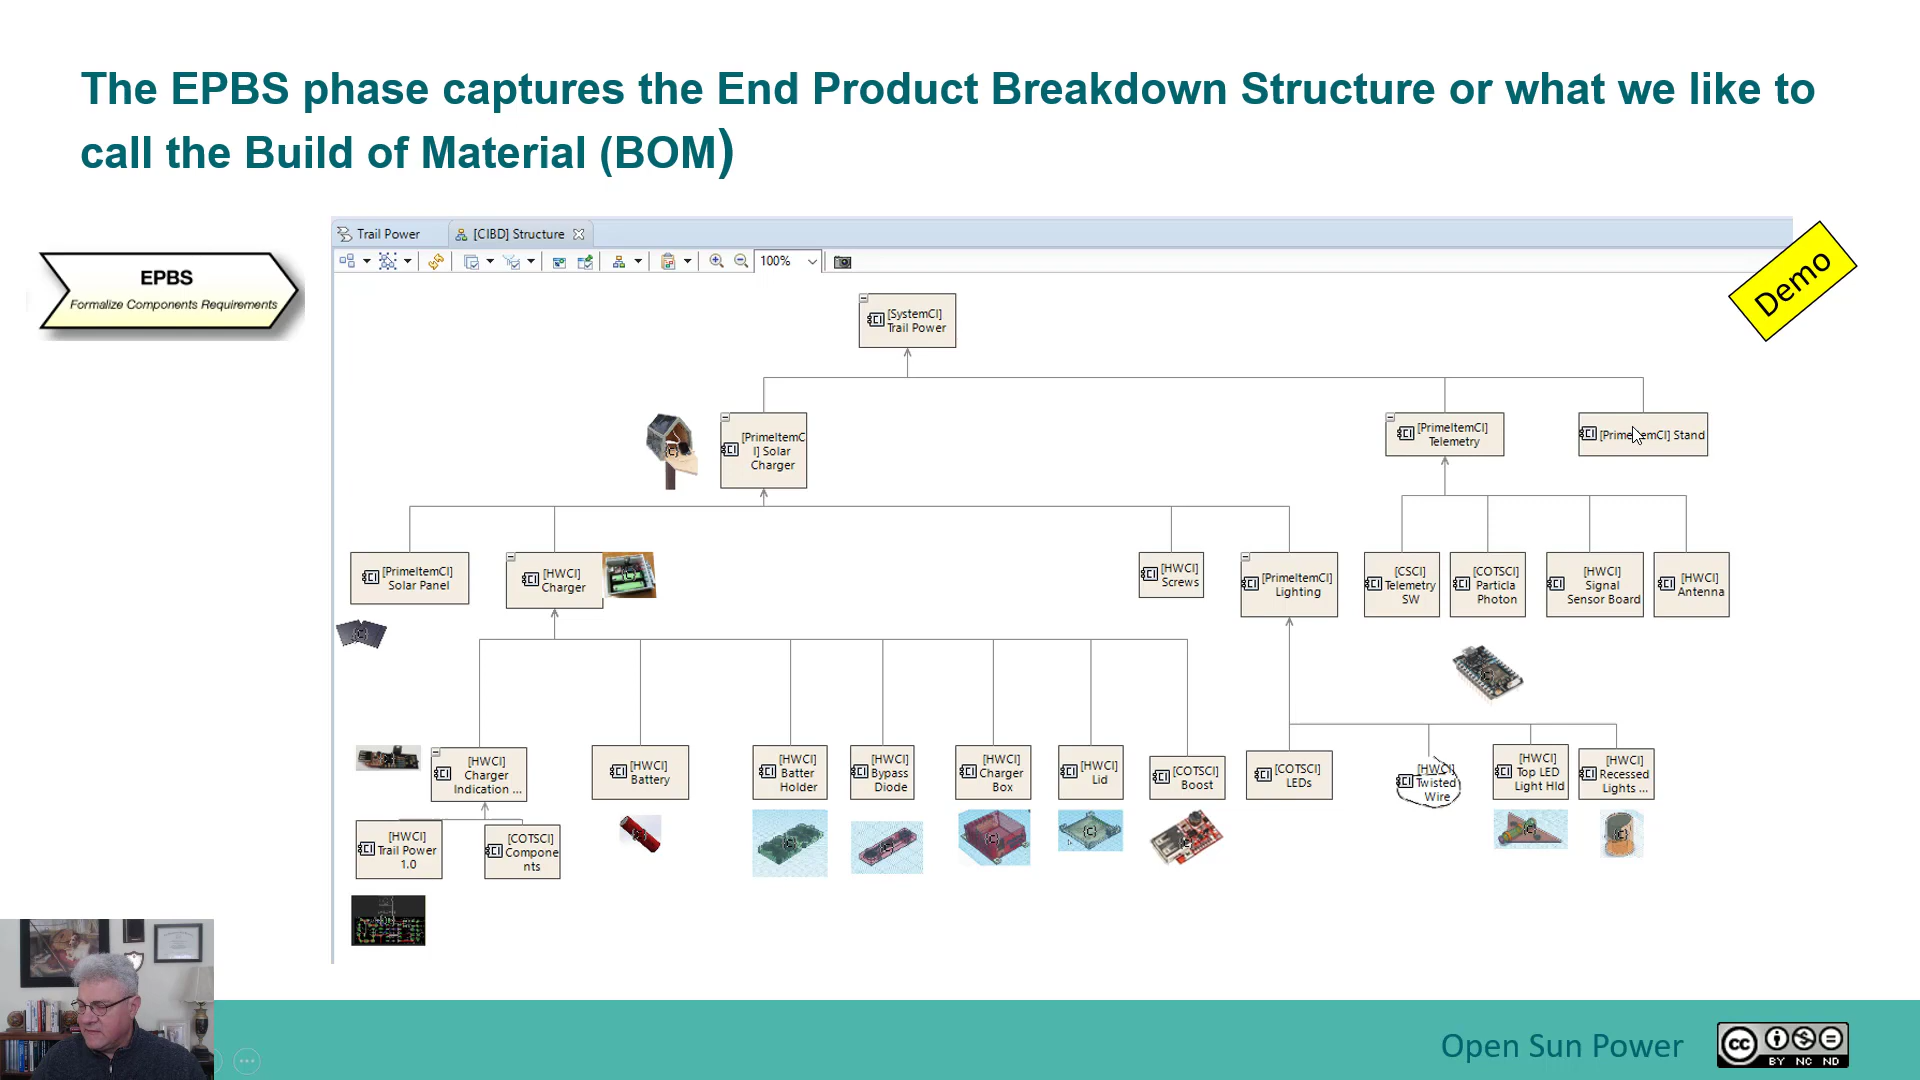 The EPBS phase captures the End Product Breakdown Structure or what we like to
call the Build of Material (BOM)
EPBS
Formalize Components Requirements
Trail Power
[CIBD] Structure
100%
Demo
[SystemCI]
Trail Power
[PrimeItemC
I] Solar
Charger
[PrimeItemCI]
Telemetry
[PrimeItemCI] Stand
[PrimeItemCI]
Solar Panel
[HWCI]
Charger
[HWCI]
Screws
[PrimeItemCI]
Lighting
[CSCI]
Telemetry
SW
[COTSCI]
Particla
Photon
[HWCI]
Signal
Sensor Board
[HWCI]
Antenna
[HWCI]
Charger
Indication ...
[HWCI]
Battery
[HWCI]
Batter
Holder
[HWCI]
Bypass
Diode
[HWCI]
Charger
Box
[HWCI]
Lid
[COTSCI]
Boost
[COTSCI]
LEDs
[HWCI]
Twisted
Wire
[HWCI]
Top LED
Light Hld
[HWCI]
Recessed
Lights ...
[HWCI]
Trail Power
1.0
[COTSCI]
Compone
nts
Open Sun Power
cc
BY NC ND